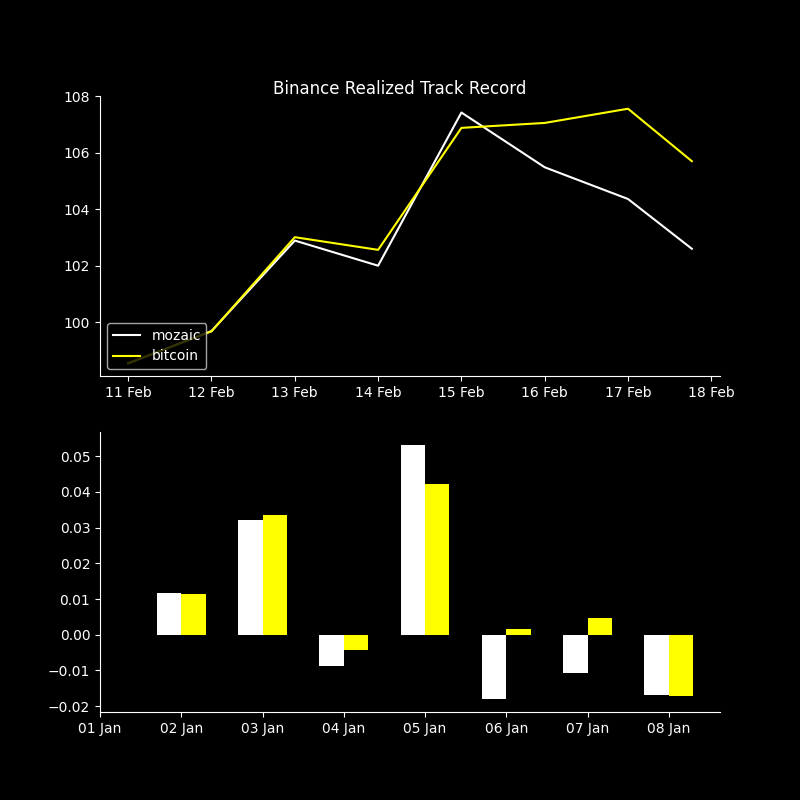 Binance Realized Track Record
108
106
104
102
100
mozaic
bitcoin
11 Feb 12 Feb 13 Feb 14 Feb 15 Feb 16 Feb 17 Feb 18 Feb
0.05
0.04
0.03
0.02
0.01
0.00
−0.01
−0.02
01 Jan 02 Jan 03 Jan 04 Jan 05 Jan 06 Jan 07 Jan 08 Jan